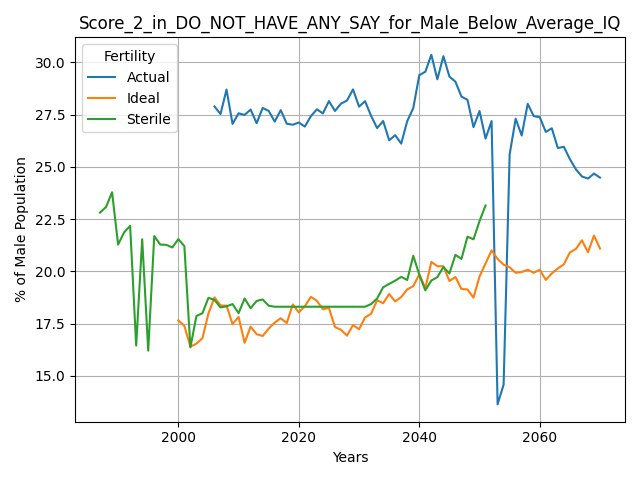 Score_2_in_DO_NOT_HAVE_ANY_SAY_for_Male_Below_Average_IQ
Fertility
Actual
Ideal
Sterile
% of Male Population
30.0
27.5
25.0
22.5
20.0
17.5
15.0
2000
2020
2040
2060
Years